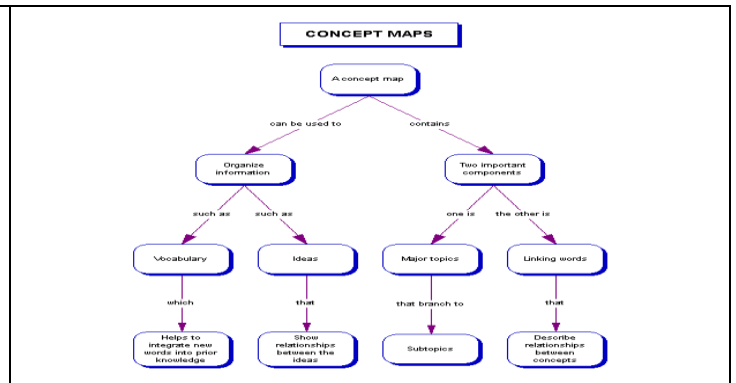 CONCEPT MAPS
A concept map
can be used to
contains
Organize
information
Two important
components
such as
such as
one is
the other is
Vocabulary
Ideas
Major topics
Linking words
which
that
that branch to
that
Helps to
integrate new
words into prior
knowledge
Show
relationships
between the
ideas
Subtopics
Describe
relationships
between
concepts